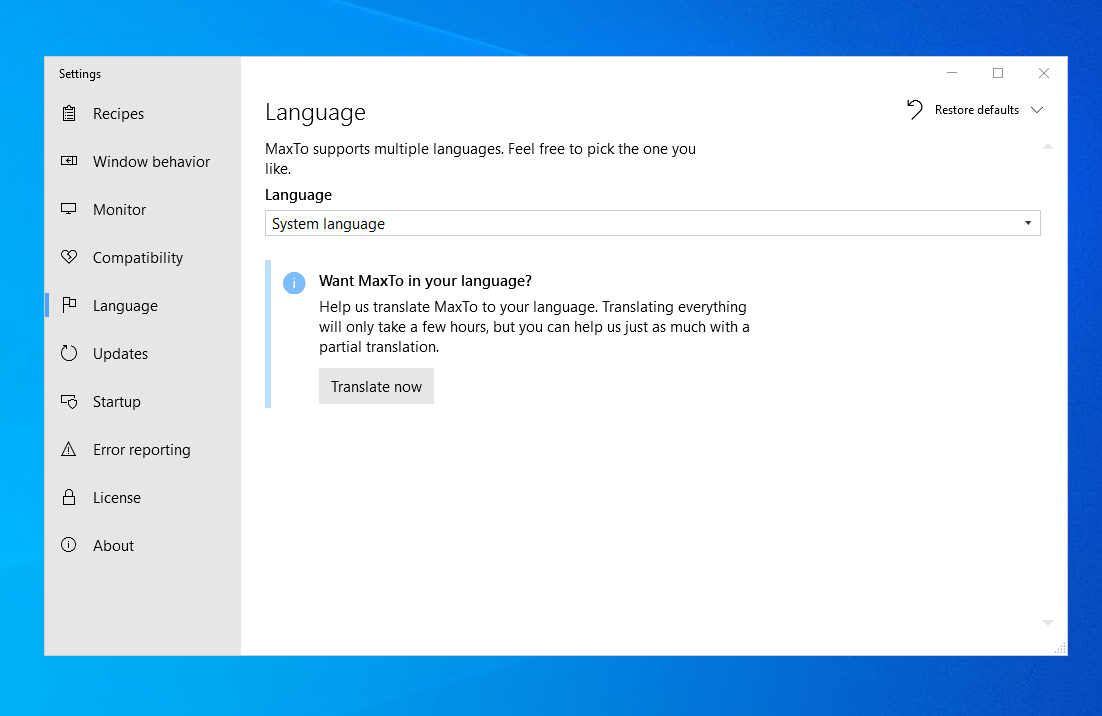 Settings
Recipes
Window behavior
Monitor
Compatibility
Language
Updates
Startup
Error reporting
License
About
Language
Restore defaults
MaxTo supports multiple languages. Feel free to pick the one you
like.
Language
System language
Want MaxTo in your language?
Help us translate MaxTo to your language. Translating everything
will only take a few hours, but you can help us just as much with a
partial translation.
Translate now